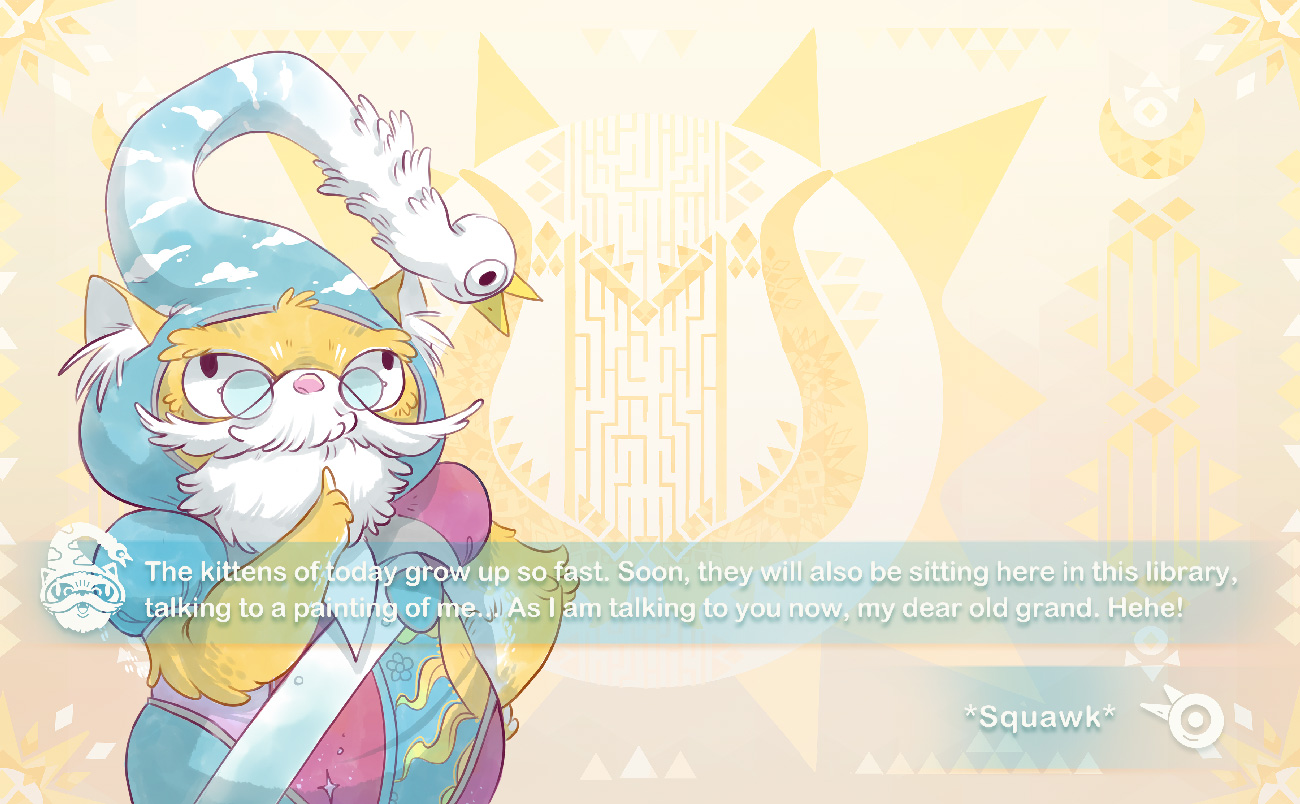 The kittens of today grow up so fast. Soon, they will also be sitting here in this library,
talking to a painting of me... As I am talking to you now, my dear old grand. Hehe!
*Squawk*